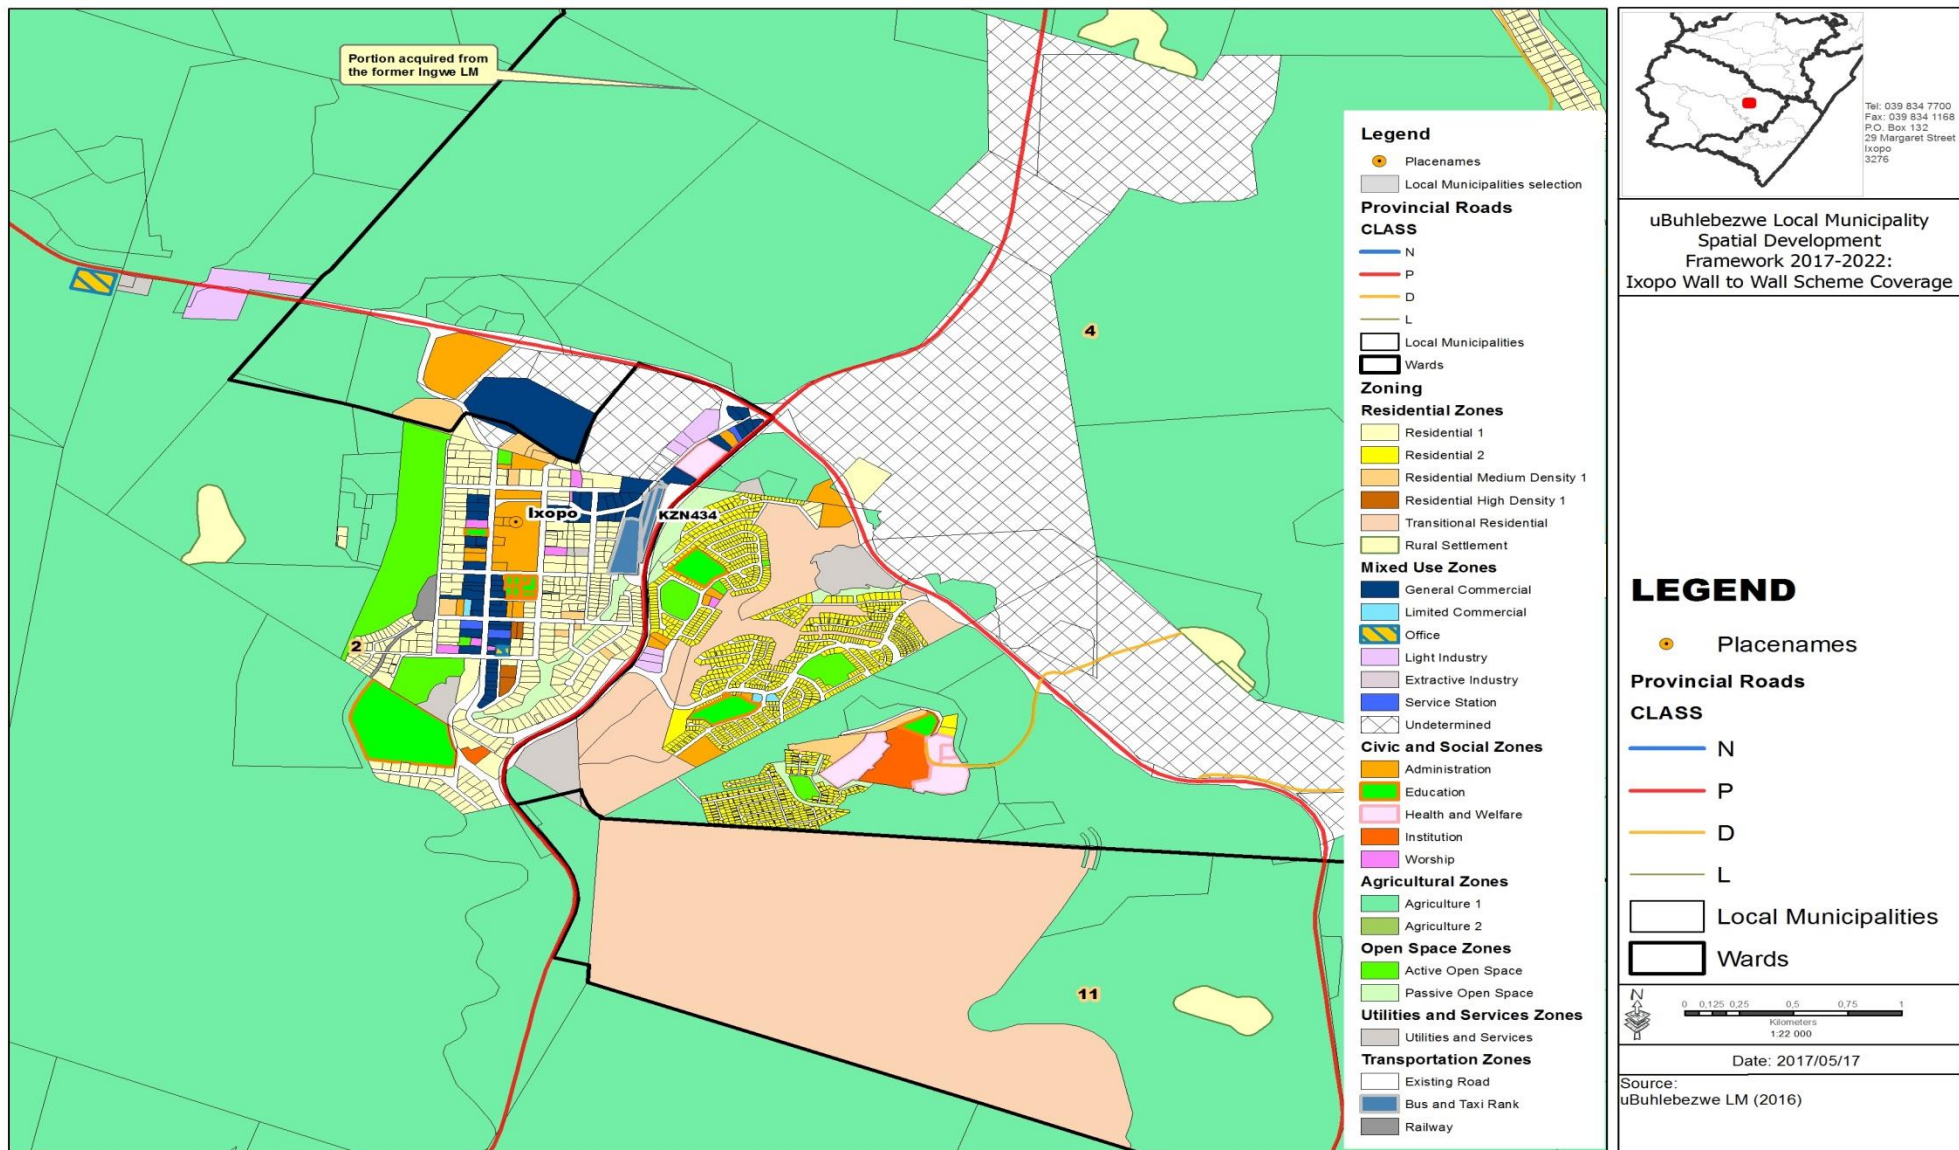 Portion acquired from
the former Ingwe LM
4
Ixopo
KZN434
2
11
Legend
Placenames
Local Municipalities selection
Provincial Roads
CLASS
N
P
D
L
Local Municipalities
Wards
Zoning
Residential Zones
Residential 1
Residential 2
Residential Medium Density 1
Residential High Density 1
Transitional Residential
Rural Settlement
Mixed Use Zones
General Commercial
Limited Commercial
Office
Light Industry
Extractive Industry
Service Station
Undetermined
Civic and Social Zones
Administration
Education
Health and Welfare
Institution
Worship
Agricultural Zones
Agriculture 1
Agriculture 2
Open Space Zones
Active Open Space
Passive Open Space
Utilities and Services Zones
Utilities and Services
Transportation Zones
Existing Road
Bus and Taxi Rank
Railway
Tel: 039 834 7700
Fax: 039 834 1168
P.O. Box 132
29 Margaret Street
Ixopo
3276
uBuhlebezwe Local Municipality
Spatial Development
Framework 2017-2022:
Ixopo Wall to Wall Scheme Coverage
LEGEND
Placenames
Provincial Roads
CLASS
N
P
D
L
Local Municipalities
Wards
N
0 0,125 0,25 0,5 0,75 1
Kilometers
1:22 000
Date: 2017/05/17
Source:
uBuhlebezwe LM (2016)